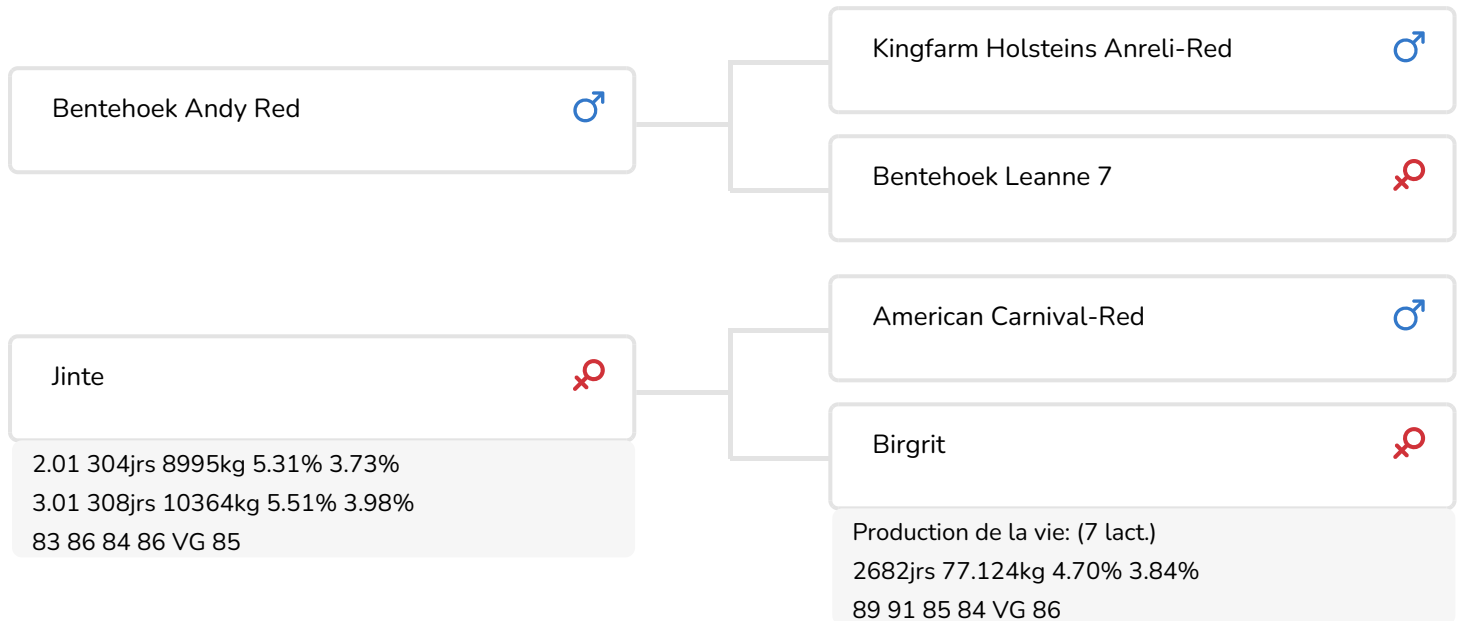 Kingfarm Holsteins Anreli-Red
Bentehoek Andy Red
Bentehoek Leanne 7
American Carnival-Red
Jinte
2.01 304jrs 8995kg 5.31% 3.73%
3.01 308jrs 10364kg 5.51% 3.98%
83 86 84 86 VG 85
Birgrit
Production de la vie: (7 lact.)
2682jrs 77.124kg 4.70% 3.84%
89 91 85 84 VG 86